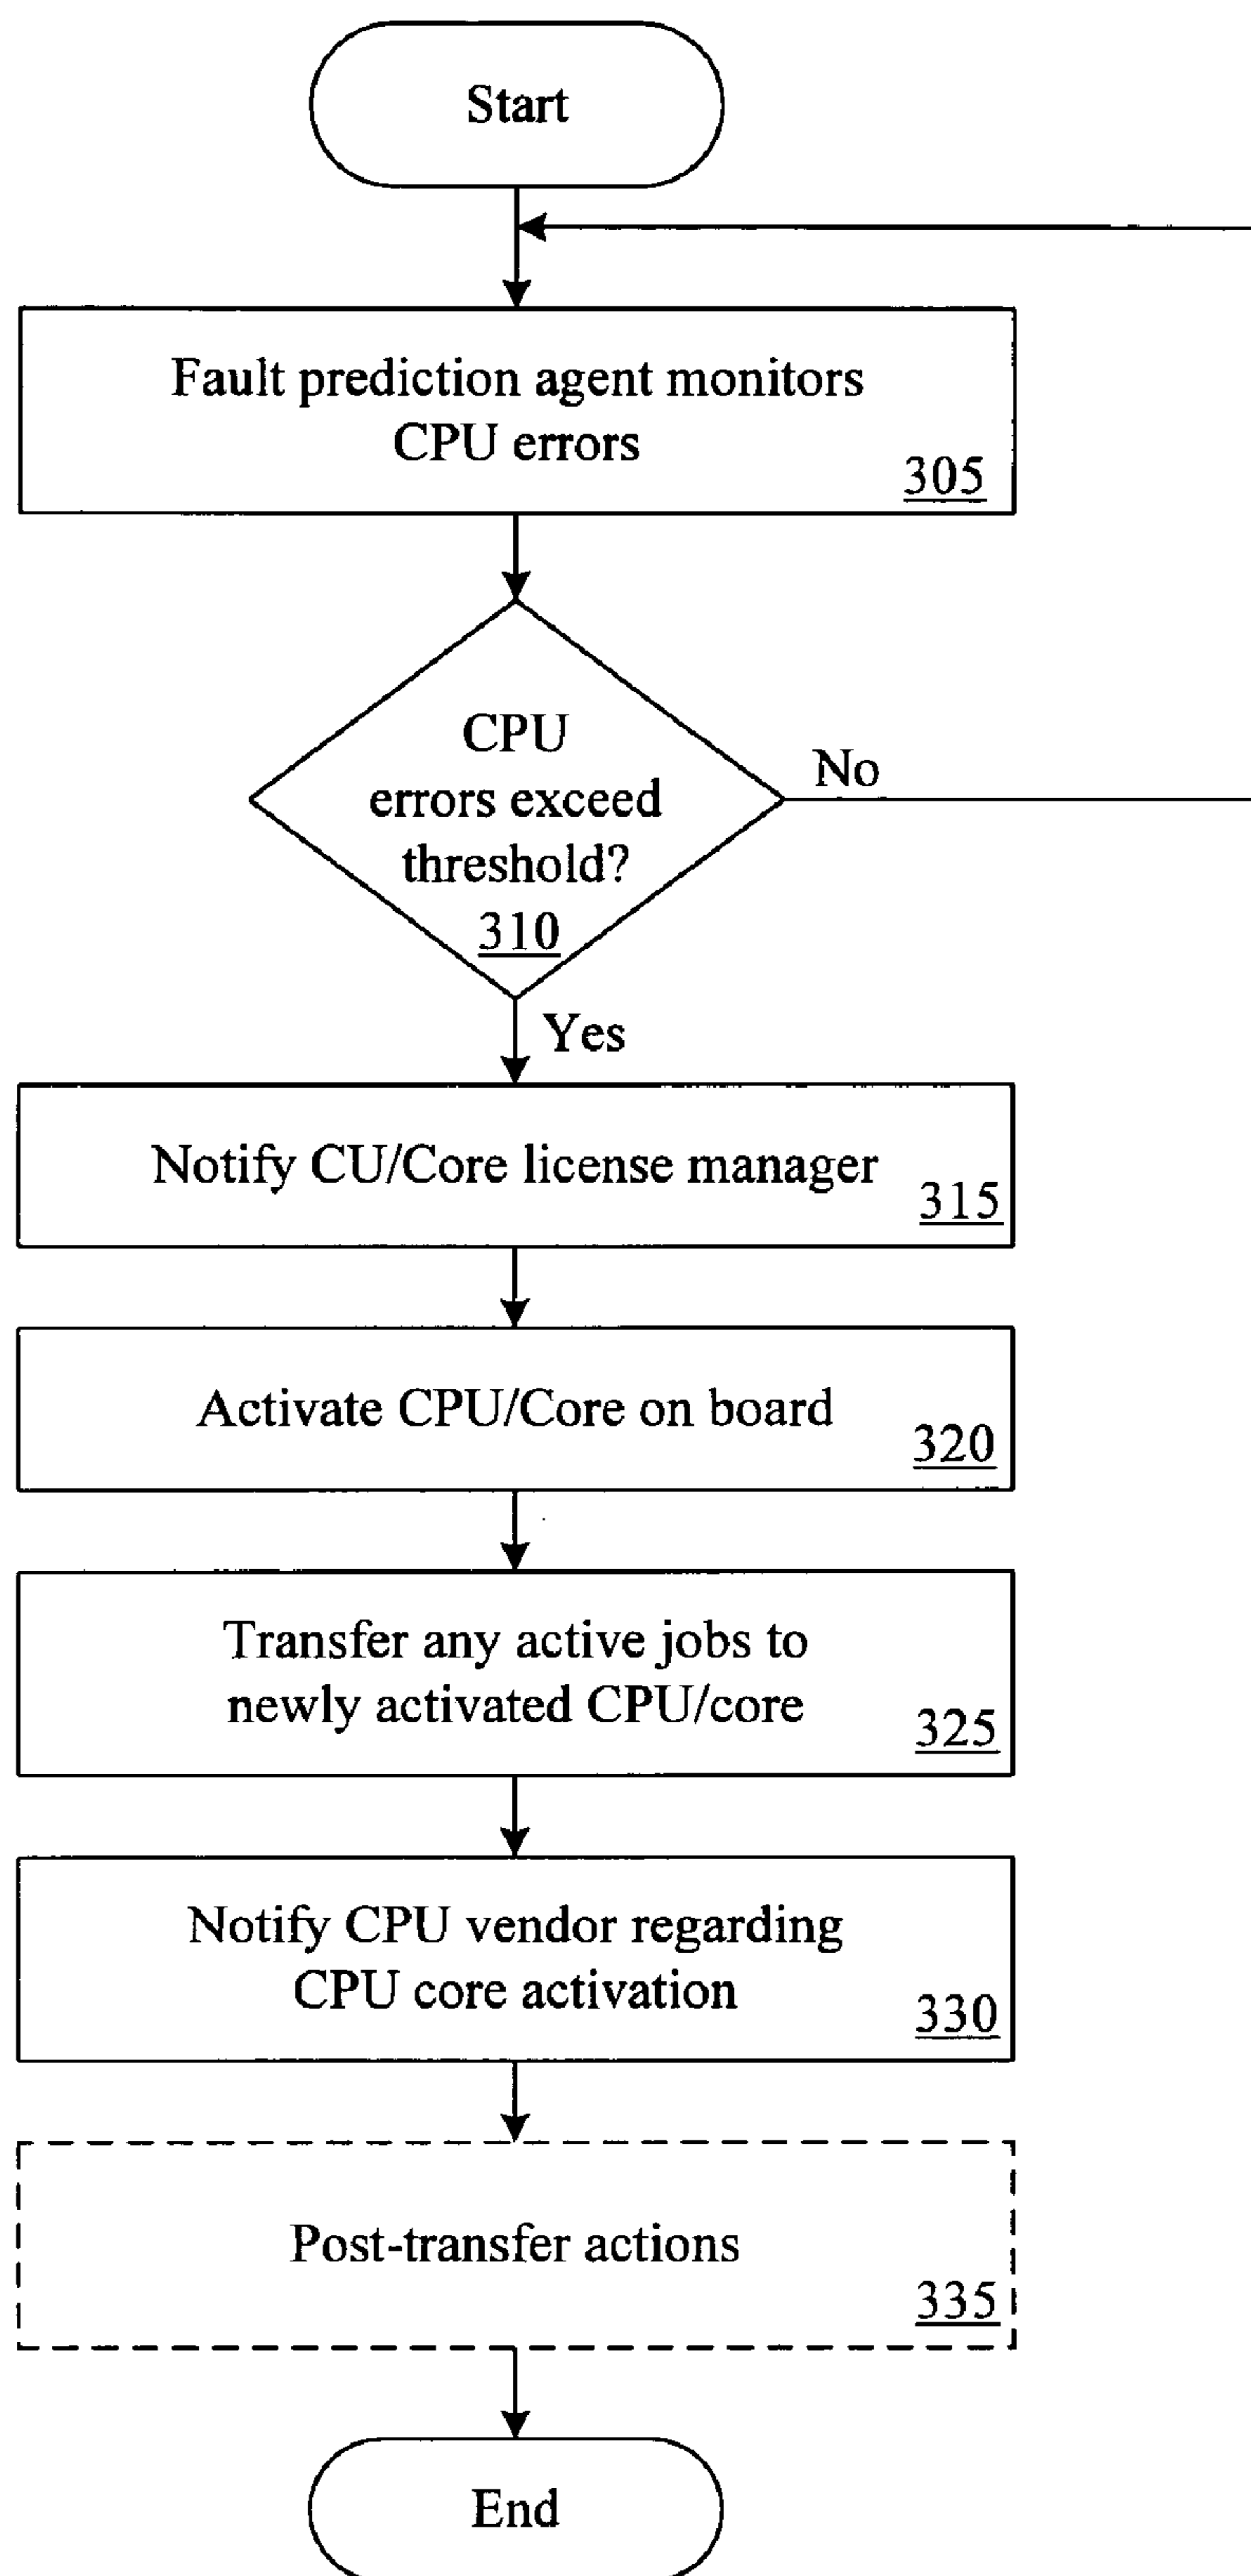 Start
Fault prediction agent monitors
CPU errors
305
CPU
errors exceed
threshold?
310
No
Yes
Notify CU/Core license manager
315
Activate CPU/Core on board
320
Transfer any active jobs to
newly activated CPU/core
325
Notify CPU vendor regarding
CPU core activation
330
Post-transfer actions
335
End